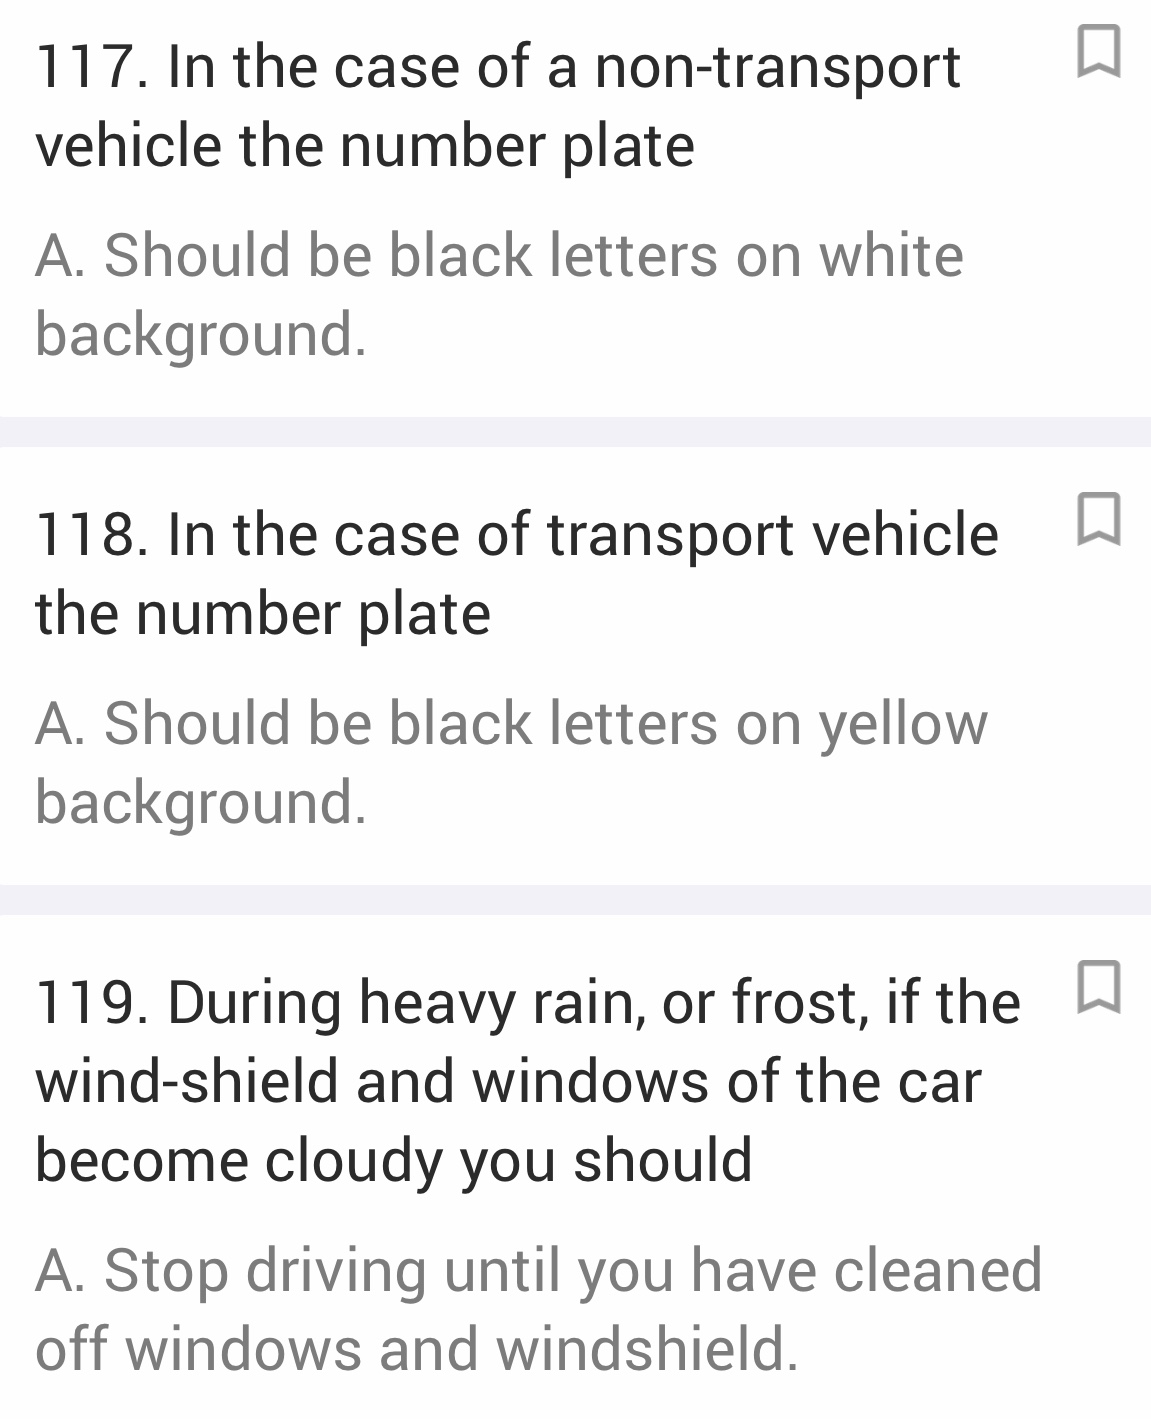 117. In the case of a non-transport
vehicle the number plate
A. Should be black letters on white
background.
118. In the case of transport vehicle
the number plate
A. Should be black letters on yellow
background.
119. During heavy rain, or frost, if the
wind-shield and windows of the car
become cloudy you should
A. Stop driving until you have cleaned
off windows and windshield.